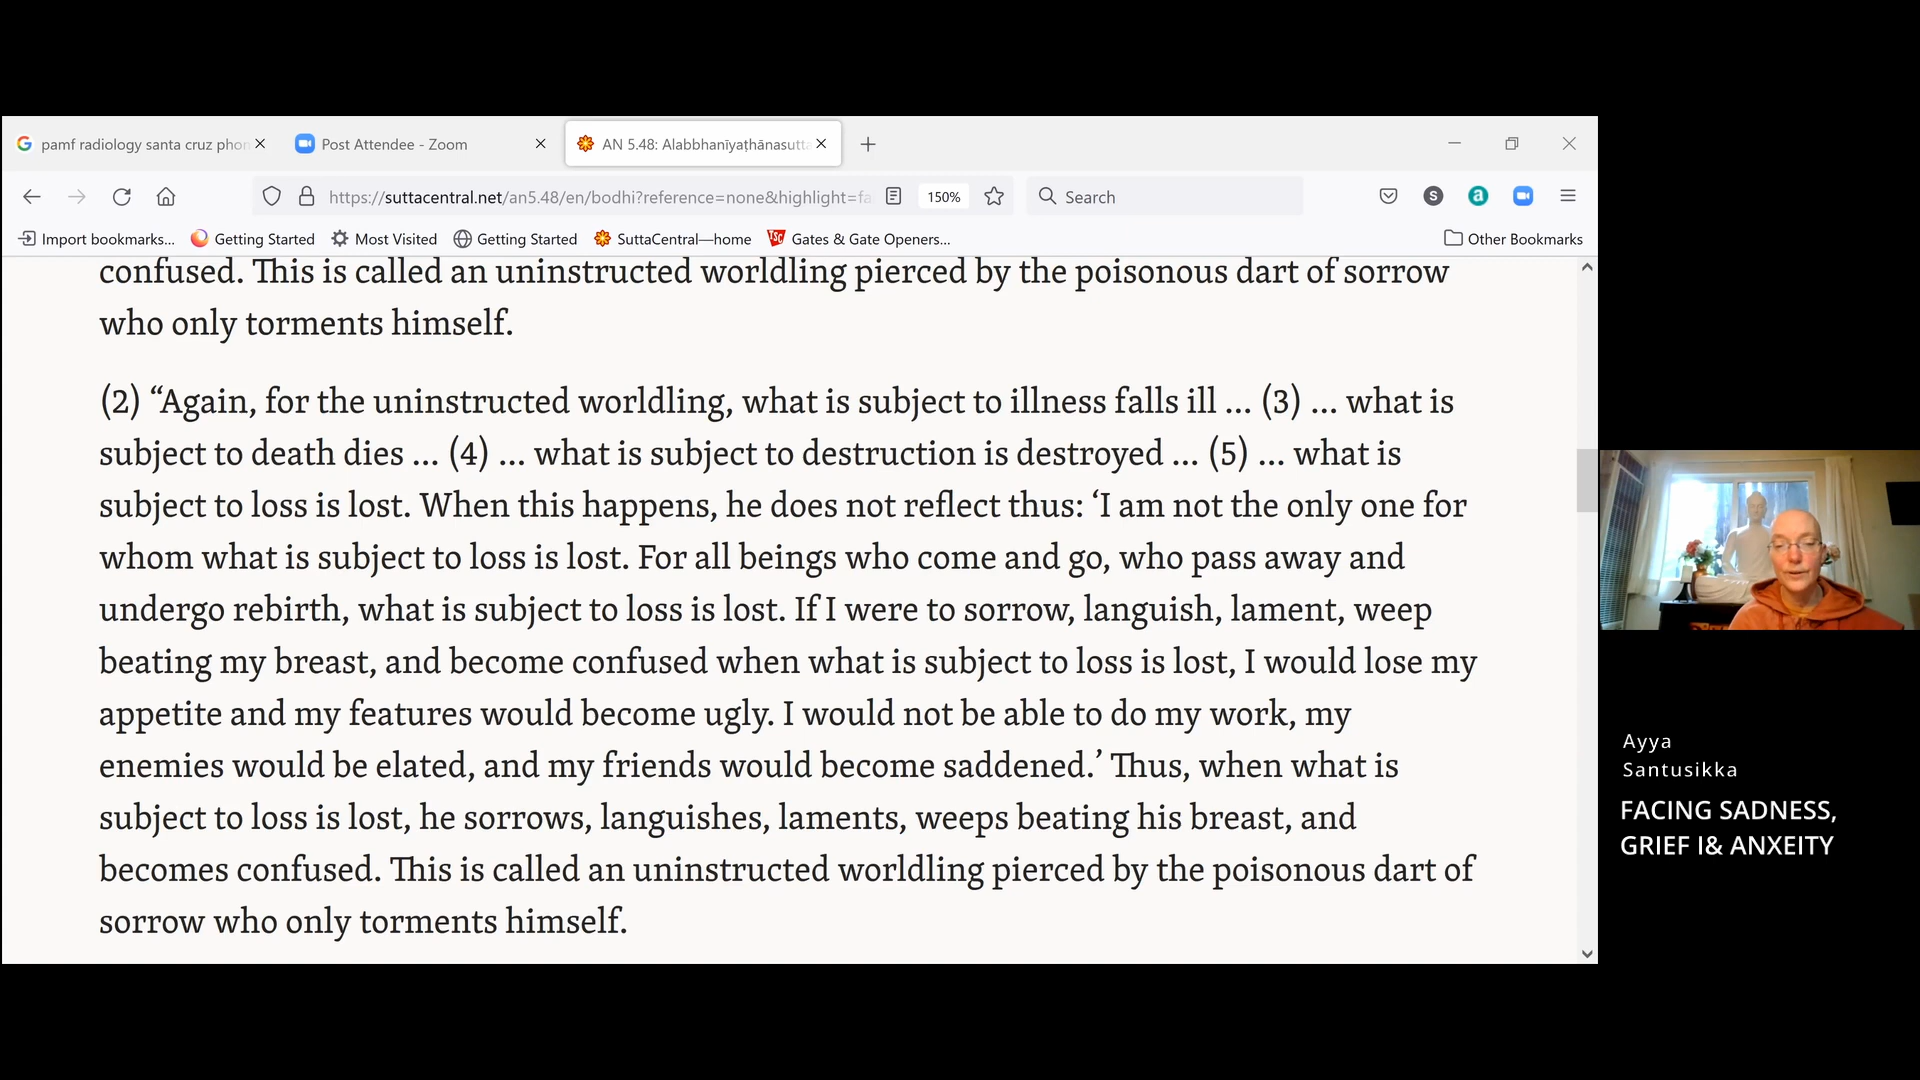 pamf radiology santa cruz phon
Post Attendee - Zoom
AN 5.48: Alabbhanīyaṭhānasutta
https://suttacentral.net/an5.48/en/bodhi?reference=none&highlight=fa
150%
Search
S
a
Import bookmarks...
Getting Started
Most Visited
Getting Started
SuttaCentral—home
TSC
Gates & Gate Openers...
Other Bookmarks
confused. This is called an uninstructed worldling pierced by the poisonous dart of sorrow
who only torments himself.
(2) “Again, for the uninstructed worldling, what is subject to illness falls ill … (3) … what is
subject to death dies … (4) … what is subject to destruction is destroyed … (5) … what is
subject to loss is lost. When this happens, he does not reflect thus: ‘I am not the only one for
whom what is subject to loss is lost. For all beings who come and go, who pass away and
undergo rebirth, what is subject to loss is lost. If I were to sorrow, languish, lament, weep
beating my breast, and become confused when what is subject to loss is lost, I would lose my
appetite and my features would become ugly. I would not be able to do my work, my
enemies would be elated, and my friends would become saddened.’ Thus, when what is
subject to loss is lost, he sorrows, languishes, laments, weeps beating his breast, and
becomes confused. This is called an uninstructed worldling pierced by the poisonous dart of
sorrow who only torments himself.
Ayya
Santusikka
FACING SADNESS,
GRIEF I& ANXEITY